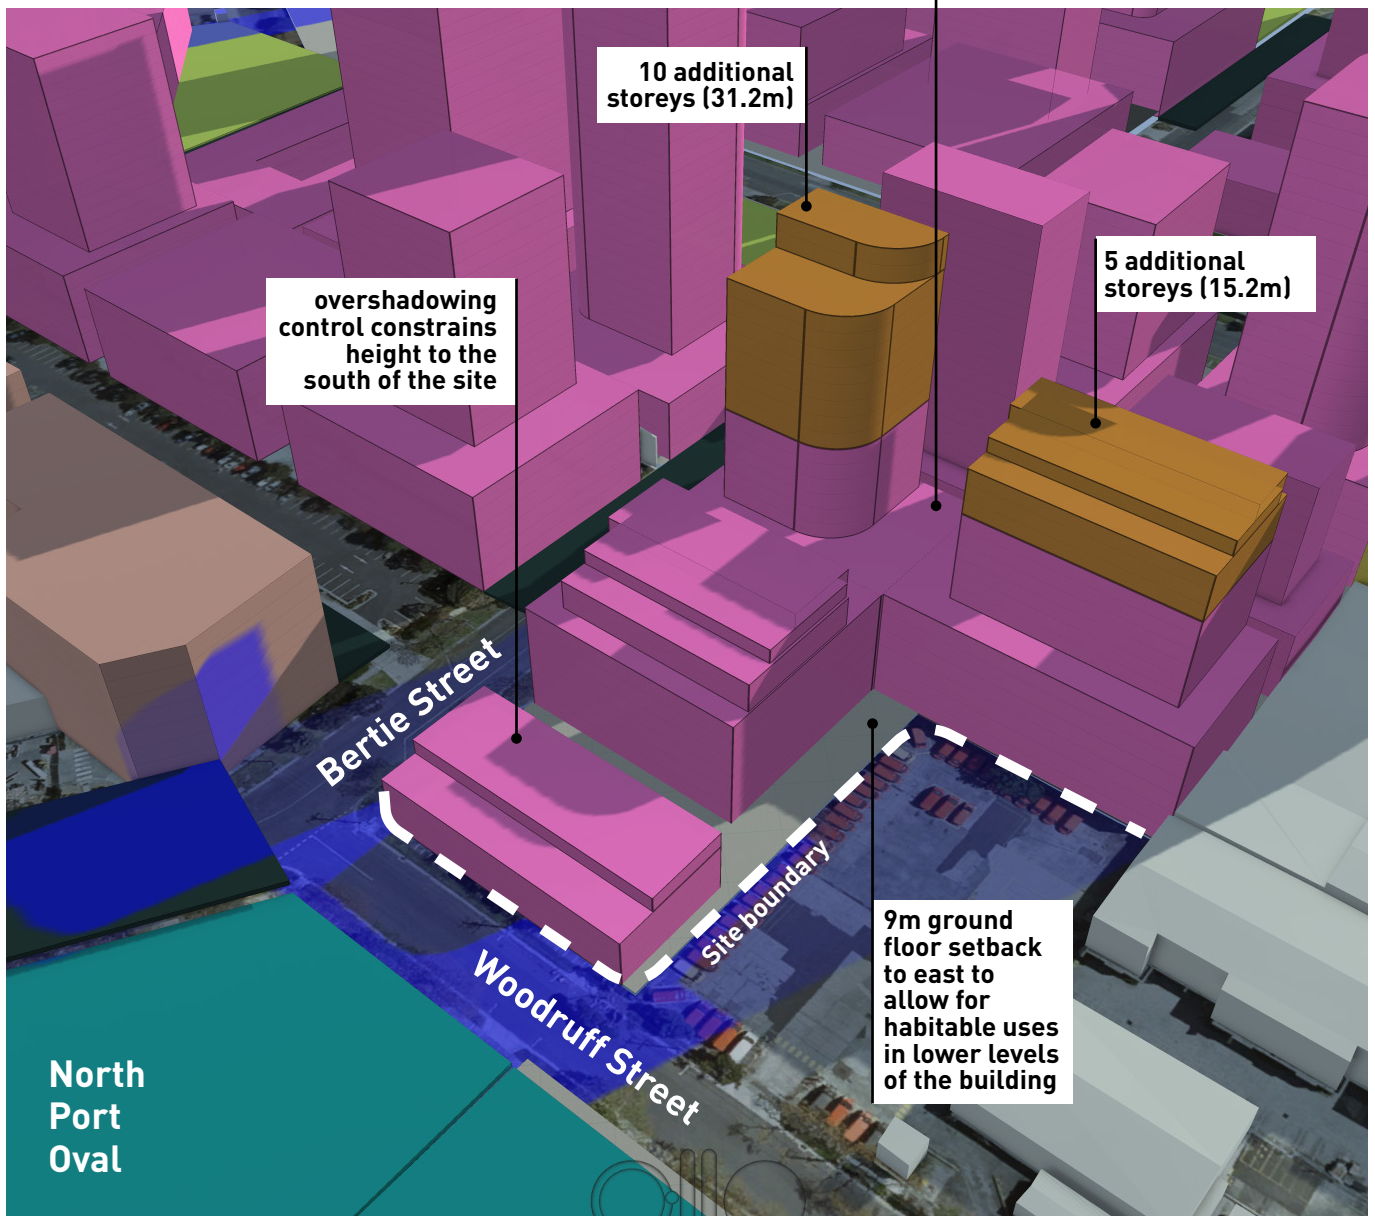 10 additional
storeys (31.2m)
5 additional
storeys (15.2m)
overshadowing
control constrains
height to the
south of the site
Bertie Street
Site boundary
Woodruff Street
9m ground
floor setback
to east to
allow for
habitable uses
in lower levels
of the building
North
Port
Oval